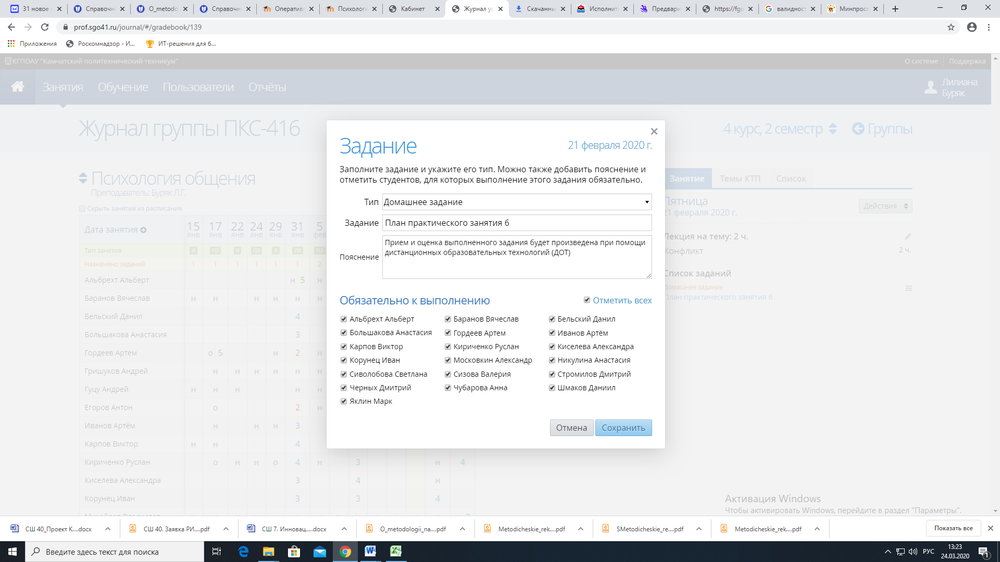 31 новое п
Справочни
O_metodo
Справочни
Оперативн
Психологи
Кабинет
Журнал ус
Скачанны
Исполните
Предвари
https://fgo
валидност
Минпросв
prof.sgo41.ru/journal/#/gradebook/139
Приложения
Роскомнадзор - И...
ИТ-решения для б...
КГПОАУ "Камчатский политехнический техникум"
О системе
Поддержка
Занятия
Обучение
Пользователи
Отчёты
Лилиана
Буряк
Журнал группы ПКС-416
4 курс, 2 семестр
Группы
Психология общения
Преподаватель: Буряк Л.Г.
Скрыть занятия из расписания
Дата занятия 15 янв 17 янв 22 янв 24 янв 29 янв 31 янв 5 фев
Тип занятия Л ПЗ Л ПЗ Л ПЗ ПЗ
Назначено заданий 1 1 1 1 1 1 2
Альбрехт Альберт н 5 н
Баранов Вячеслав н н н н н н
Бельский Данил 4
Большакова Анастасия 3
Гордеев Артем о 5 н 2 н
Гришуков Андрей н н н н н н
Гуцу Андрей н н н н н
Егоров Антон о 2 н
Иванов Артём н н н 3
Карпов Виктор н н 4
Кириченко Руслан о н н о 4 н 3 н 4
Киселева Александра 3 4 н
Корунец Иван 3 3 4
Задание
21 февраля 2020 г.
Заполните задание и укажите его тип. Можно также добавить пояснение и
отметить студентов, для которых выполнение этого задания обязательно.
Тип Домашнее задание
Задание План практического занятия 6
Пояснение
Прием и оценка выполненного задания будет произведена при помощи
дистанционных образовательных технологий (ДОТ)
Обязательно к выполнению
Отметить всех
Альбрехт Альберт Баранов Вячеслав Бельский Данил
Большакова Анастасия Гордеев Артем Иванов Артём
Карпов Виктор Кириченко Руслан Киселева Александра
Корунец Иван Московкин Александр Никулина Анастасия
Сиволобова Светлана Сизова Валерия Стромилов Дмитрий
Черных Дмитрий Чубарова Анна Шмаков Даниил
Яклин Марк
Отмена
Сохранить
Занятие
Темы КТП
Список
Пятница
21 февраля 2020 г.
Действия
Лекция на тему: 2 ч.
Конфликт
2 ч.
Список заданий
Домашнее задание
План практического занятия 6
Активация Windows
Чтобы активировать Windows, перейдите в раздел "Параметры".
СШ 40_Проект К....docx
СШ 40. Заявка РИ....pdf
СШ 7. Инновац.....docx
O_metodologii_na....pdf
Metodicheskie_rek....pdf
SMetodicheskie_re....pdf
Metodicheskie_rek....pdf
Показать все
Введите здесь текст для поиска
РУС
13:23
24.03.2020
1